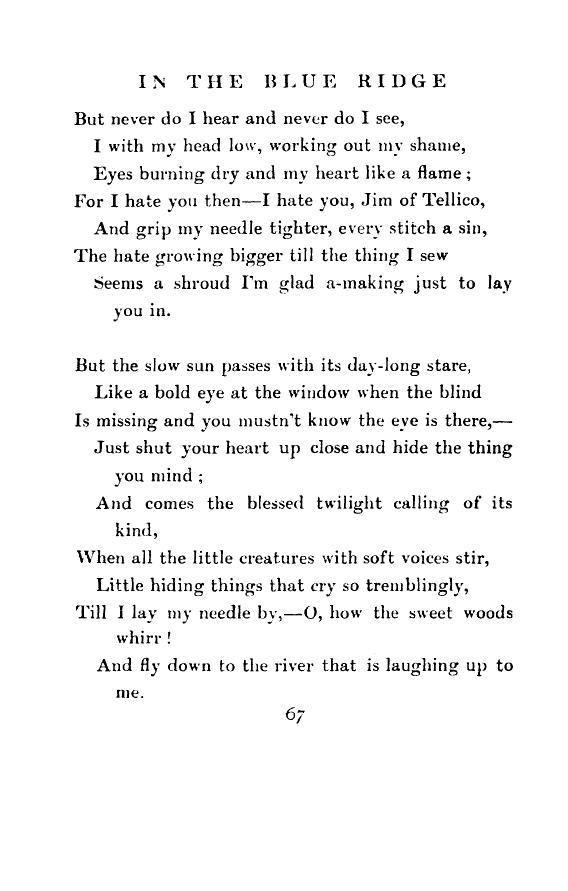 IN THE BLUE RIDGE
But never do I hear and never do I see,
I with my head low, working out my shame,
Eyes burning dry and my heart like a flame;
For I hate you then—I hate you, Jim of Tellico,
And grip my needle tighter, every stitch a sin,
The hate growing bigger till the thing I sew
Seems a shroud I'm glad a-making just to lay
you in.

But the slow sun passes with its day-long stare,
Like a bold eye at the window when the blind
Is missing and you mustn't know the eye is there,—
Just shut your heart up close and hide the thing
you mind;
And comes the blessed twilight calling of its
kind,
When all the little creatures with soft voices stir,
Little hiding things that cry so tremblingly,
Till I lay my needle by,—O, how the sweet woods
whirr!
And fly down to the river that is laughing up to
me.
67